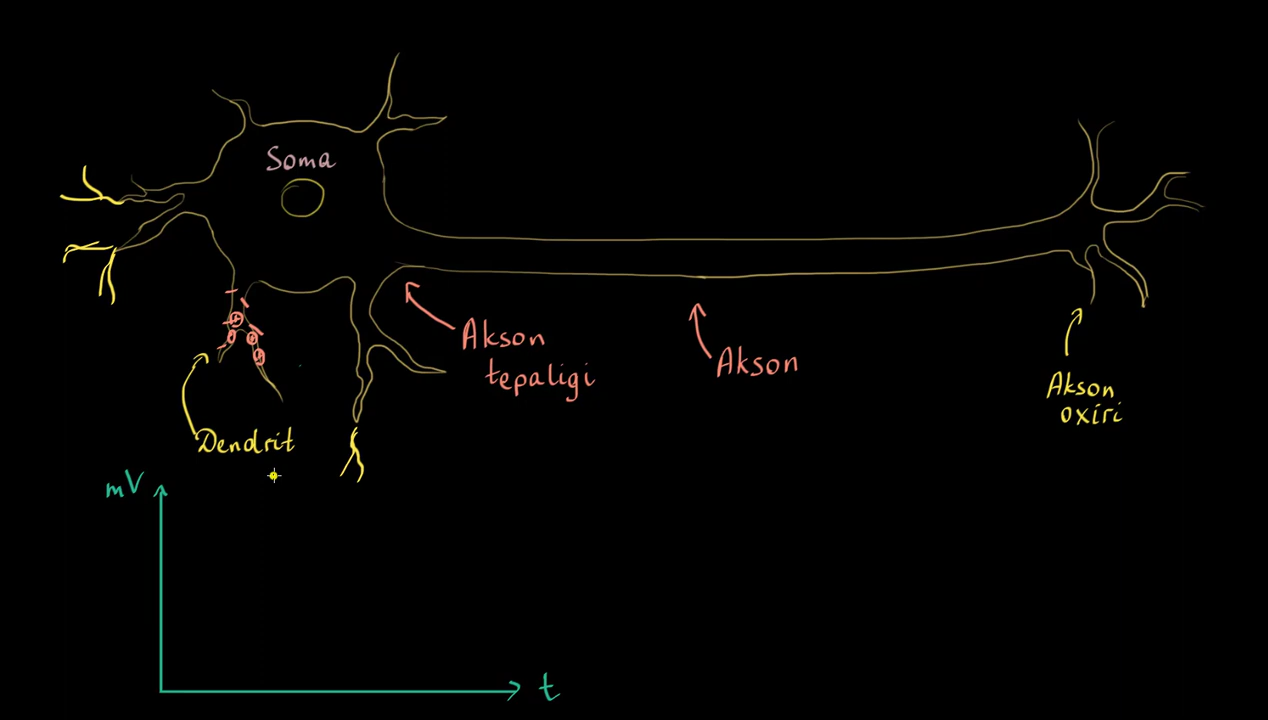 Soma
Akson
tepaligi
Akson
Akson
oxiri
Dendrit
mV
t